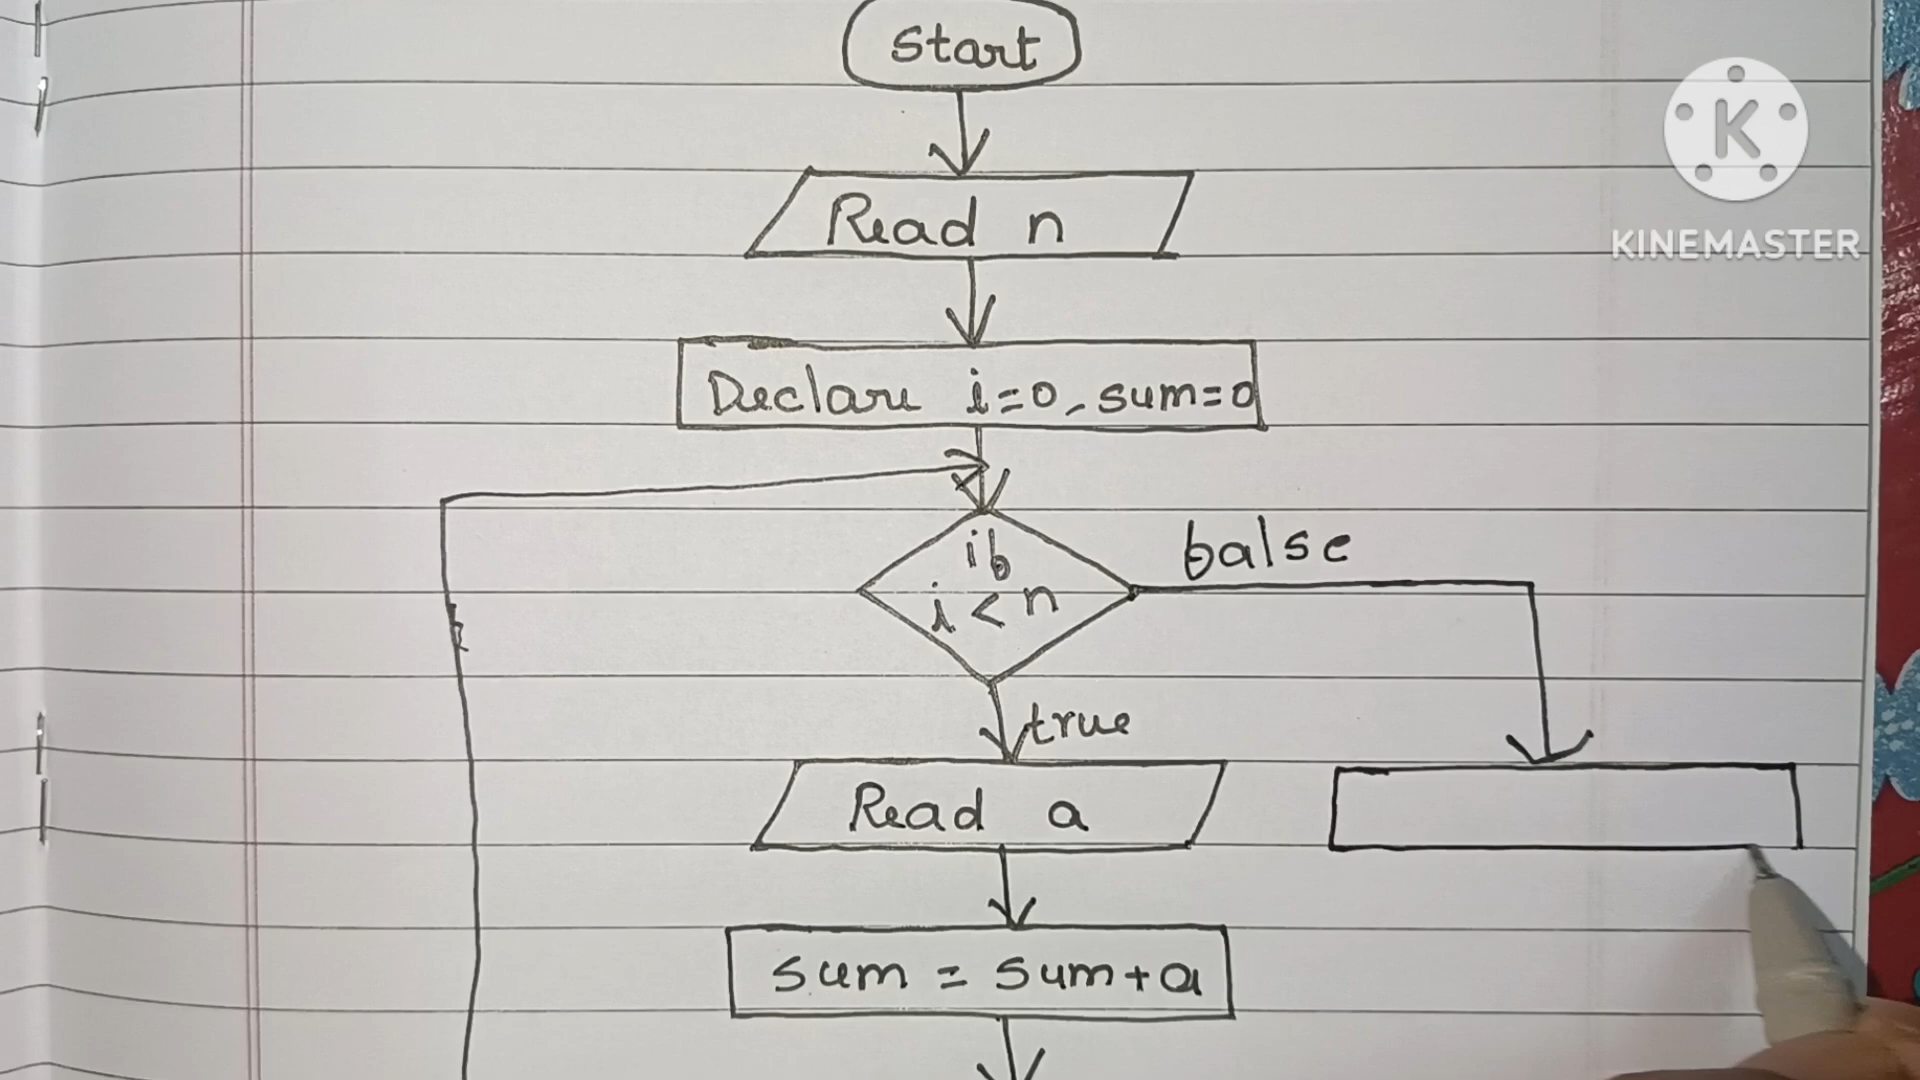 Start
Read n
Declare i=0, sum=0
if
i < n
false
true
Read a
sum = sum+a
K
KINEMASTER